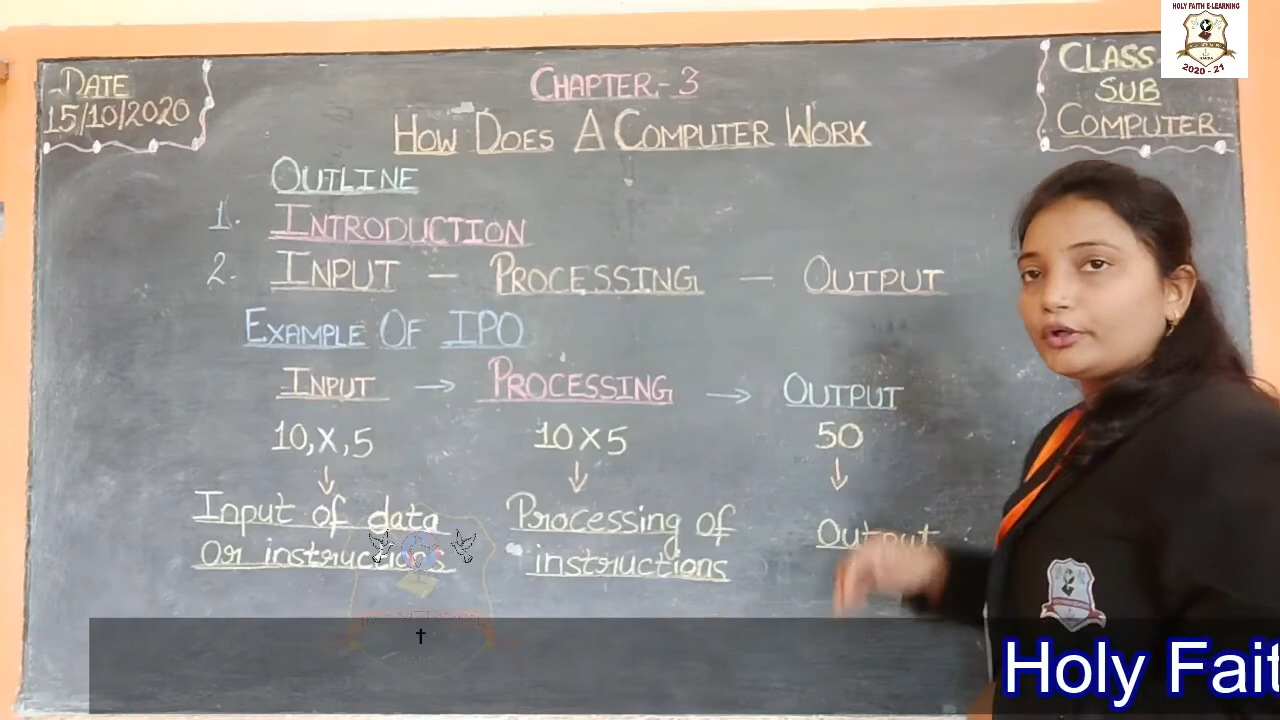 HOLY FAITH E-LEARNING
2020 - 21
DATE
15/10/2020
CHAPTER - 3
HOW DOES A COMPUTER WORK
CLASS-
SUB
COMPUTER
OUTLINE
1. INTRODUCTION
2. INPUT - PROCESSING - OUTPUT
EXAMPLE OF IPO
INPUT → PROCESSING → OUTPUT
10, X, 5 10 X 5 50
↓ ↓ ↓
Input of data Processing of Output
Or instructions instructions
Holy Fait